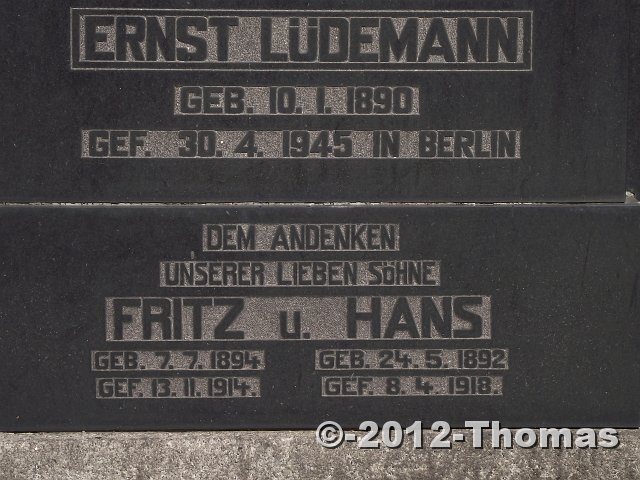 ERNST LÜDEMANN
GEB. 10. 1. 1890
GEF. 30. 4. 1945 IN BERLIN
DEM ANDENKEN
UNSERER LIEBEN SÖHNE
FRITZ u. HANS
GEB. 7. 7. 1894. GEB. 24. 5. 1892
GEF. 13. 11. 1914. GEF. 8. 4. 1918.
©-2012-Thomas